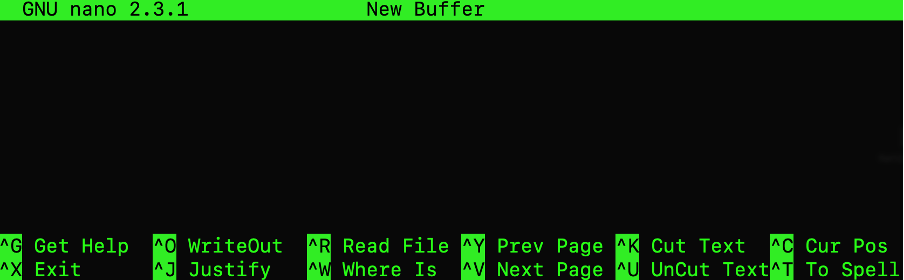 GNU nano 2.3.1 New Buffer
^G Get Help ^O WriteOut ^R Read File ^Y Prev Page ^K Cut Text ^C Cur Pos
^X Exit ^J Justify ^W Where Is ^V Next Page ^U UnCut Text ^T To Spell